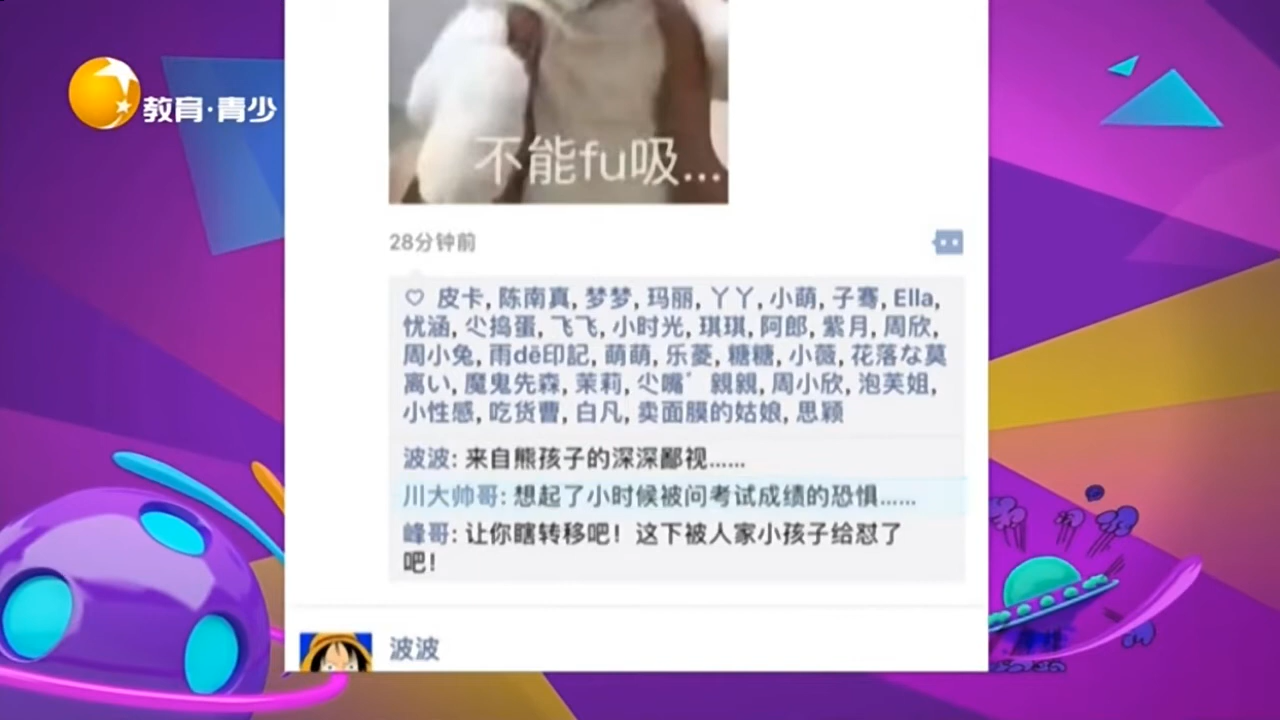 教育·青少
不能fu吸...
28分钟前
♡ 皮卡, 陈南真, 梦梦, 玛丽, 丫丫, 小萌, 子骞, Ella,
忧涵, 尐捣蛋, 飞飞, 小时光, 琪琪, 阿郎, 紫月, 周欣,
周小兔, 雨dē印記, 萌萌, 乐菱, 糖糖, 小薇, 花落な莫
离い, 魔鬼先森, 茉莉, 尐嘴゛親親, 周小欣, 泡芙姐,
小性感, 吃货曹, 白凡, 卖面膜的姑娘, 思颖
波波: 来自熊孩子的深深鄙视......
川大帅哥: 想起了小时候被问考试成绩的恐惧......
峰哥: 让你瞎转移吧！这下被人家小孩子给怼了
吧！
波波